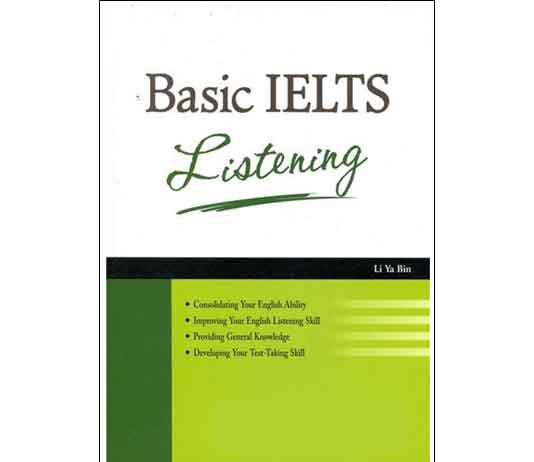 Basic IELTS
Listening
Li Ya Bin
• Consolidating Your English Ability
• Improving Your English Listening Skill
• Providing General Knowledge
• Developing Your Test-Taking Skill